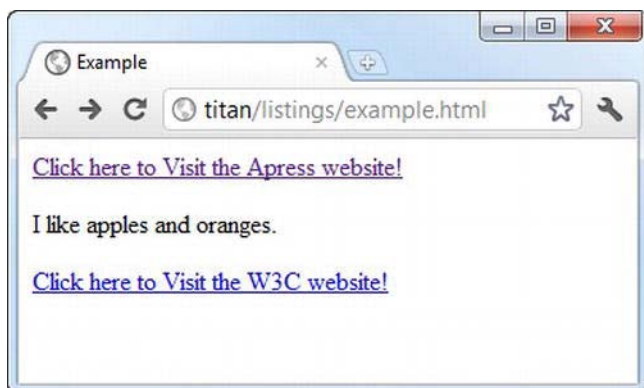 Example
titan/listings/example.html
Click here to Visit the Apress website!
I like apples and oranges.
Click here to Visit the W3C website!